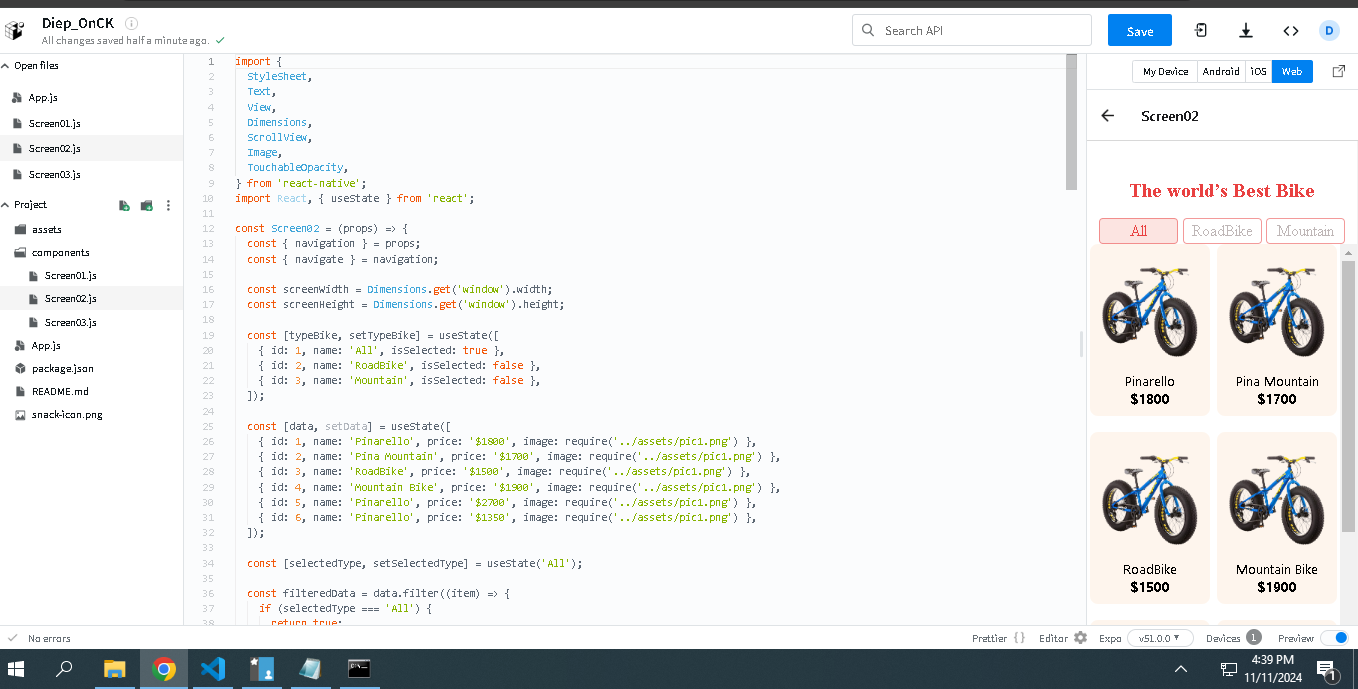 Diep_OnCK
All changes saved half a minute ago.
Search API
Save
D
Open files
App.js
Screen01.js
Screen02.js
Screen03.js
Project
assets
components
Screen01.js
Screen02.js
Screen03.js
App.js
package.json
README.md
snack-icon.png
1 import {
2 StyleSheet,
3 Text,
4 View,
5 Dimensions,
6 ScrollView,
7 Image,
8 TouchableOpacity,
9 } from 'react-native';
10 import React, { useState } from 'react';
11
12 const Screen02 = (props) => {
13 const { navigation } = props;
14 const { navigate } = navigation;
15
16 const screenWidth = Dimensions.get('window').width;
17 const screenHeight = Dimensions.get('window').height;
18
19 const [typeBike, setTypeBike] = useState([
20 { id: 1, name: 'All', isSelected: true },
21 { id: 2, name: 'RoadBike', isSelected: false },
22 { id: 3, name: 'Mountain', isSelected: false },
23 ]);
24
25 const [data, setData] = useState([
26 { id: 1, name: 'Pinarello', price: '$1800', image: require('../assets/pic1.png') },
27 { id: 2, name: 'Pina Mountain', price: '$1700', image: require('../assets/pic1.png') },
28 { id: 3, name: 'RoadBike', price: '$1500', image: require('../assets/pic1.png') },
29 { id: 4, name: 'Mountain Bike', price: '$1900', image: require('../assets/pic1.png') },
30 { id: 5, name: 'Pinarello', price: '$2700', image: require('../assets/pic1.png') },
31 { id: 6, name: 'Pinarello', price: '$1350', image: require('../assets/pic1.png') },
32 ]);
33
34 const [selectedType, setSelectedType] = useState('All');
35
36 const filteredData = data.filter((item) => {
37 if (selectedType === 'All') {
38 return true;
My Device Android iOS Web
Screen02
The world's Best Bike
All RoadBike Mountain
Pinarello
$1800
Pina Mountain
$1700
RoadBike
$1500
Mountain Bike
$1900
No errors
Prettier {} Editor Expo v51.0.0 Devices 1 Preview
4:39 PM
11/11/2024
1